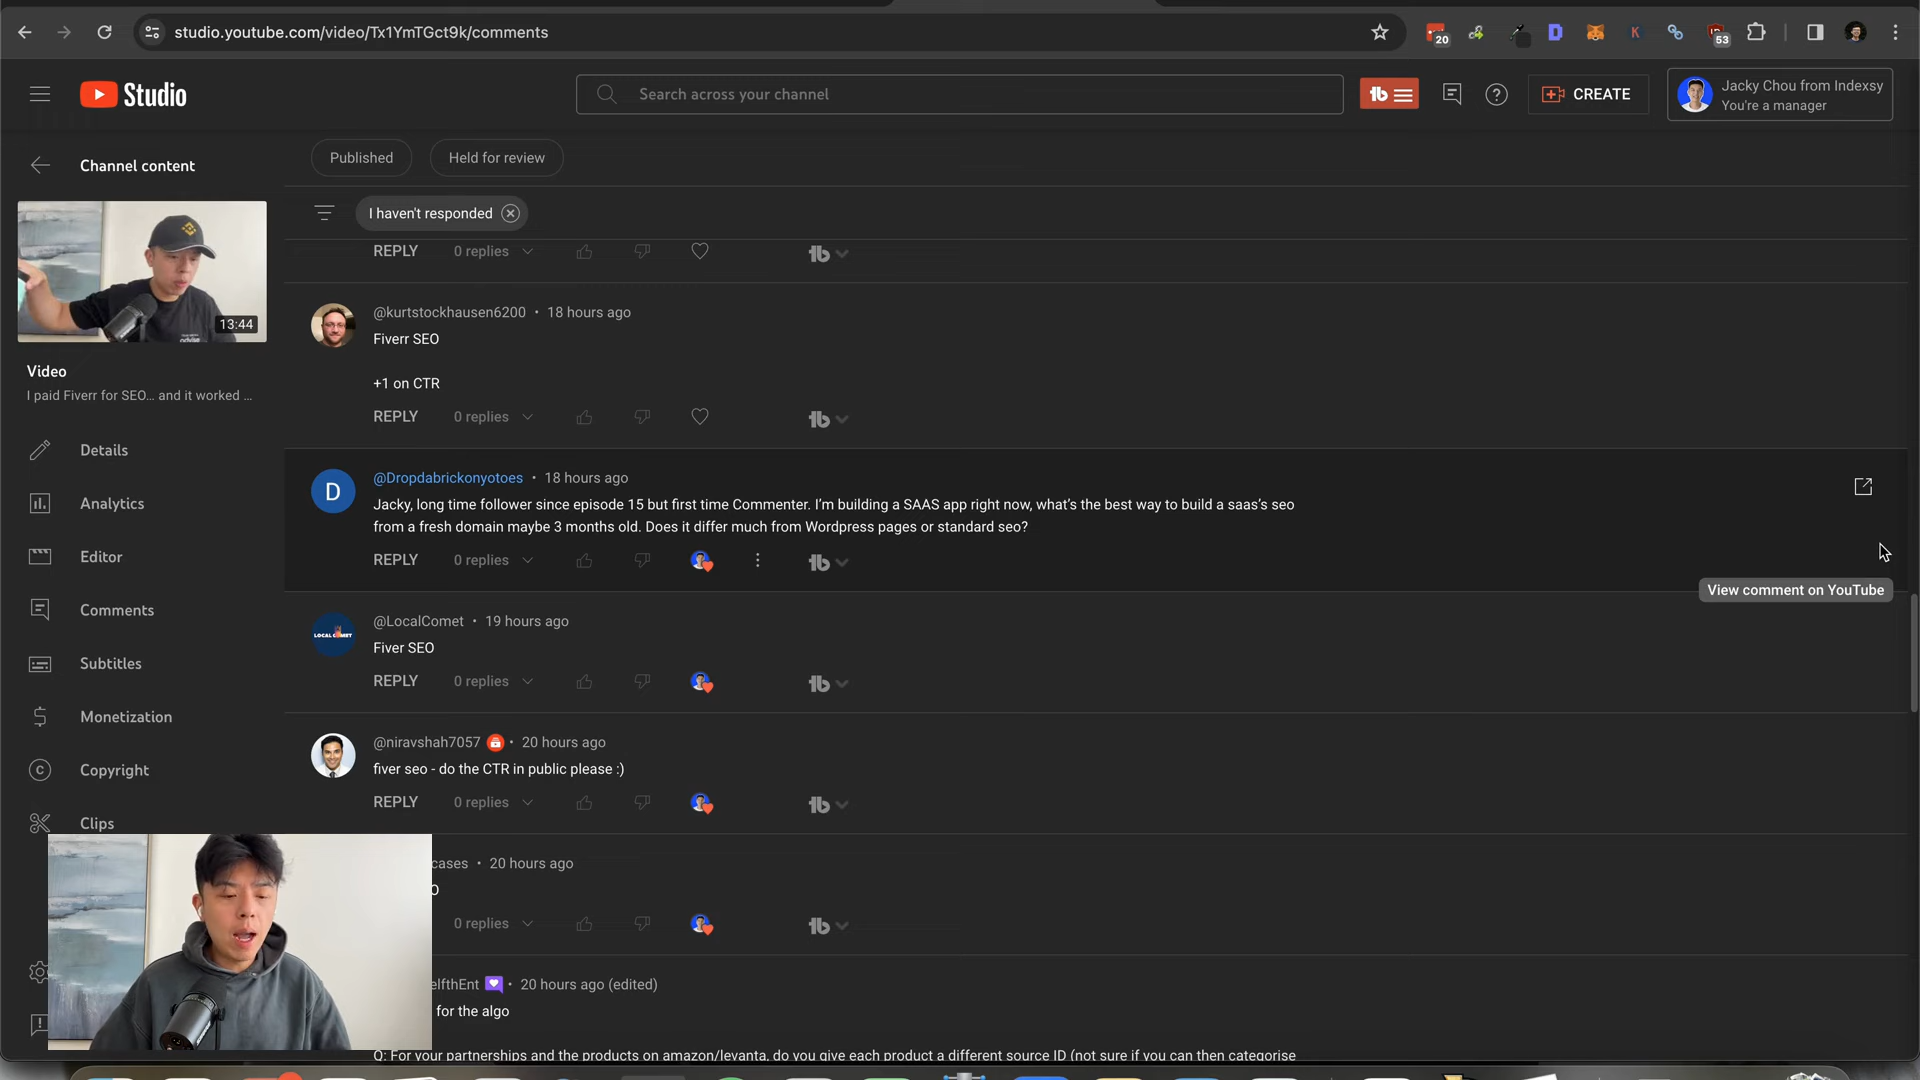 studio.youtube.com/video/Tx1YmTGct9k/comments
20
53
Studio
Search across your channel
CREATE
Jacky Chou from Indexsy
You're a manager
Channel content
Published
Held for review
I haven't responded
13:44
Video
I paid Fiverr for SEO… and it worked …
Details
Analytics
Editor
Comments
Subtitles
Monetization
Copyright
Clips
REPLY 0 replies
@kurtstockhausen6200 • 18 hours ago
Fiverr SEO
+1 on CTR
REPLY 0 replies
D
@Dropdabrickonyotoes • 18 hours ago
Jacky, long time follower since episode 15 but first time Commenter. I'm building a SAAS app right now, what's the best way to build a saas's seo
from a fresh domain maybe 3 months old. Does it differ much from Wordpress pages or standard seo?
REPLY 0 replies
View comment on YouTube
LOCAL COMET
@LocalComet • 19 hours ago
Fiver SEO
REPLY 0 replies
@niravshah7057 • 20 hours ago
fiver seo - do the CTR in public please :)
REPLY 0 replies
cases • 20 hours ago
O
0 replies
elfthEnt • 20 hours ago (edited)
for the algo
Q: For your partnerships and the products on amazon/levanta, do you give each product a different source ID (not sure if you can then categorise